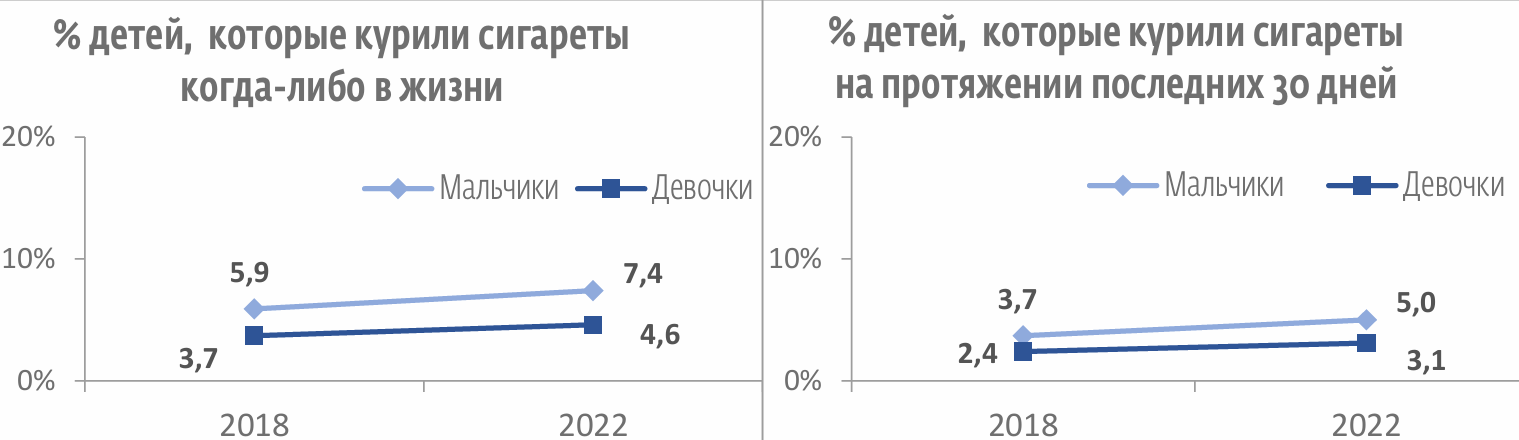 % детей,  которые курили сигареты
когда-либо в жизни
20%
Мальчики
Девочки
10%
5,9
7,4
3,7
4,6
0%
2018
2022
% детей,  которые курили сигареты
на протяжении последних 30 дней
20%
Мальчики
Девочки
10%
3,7
5,0
2,4
3,1
0%
2018
2022